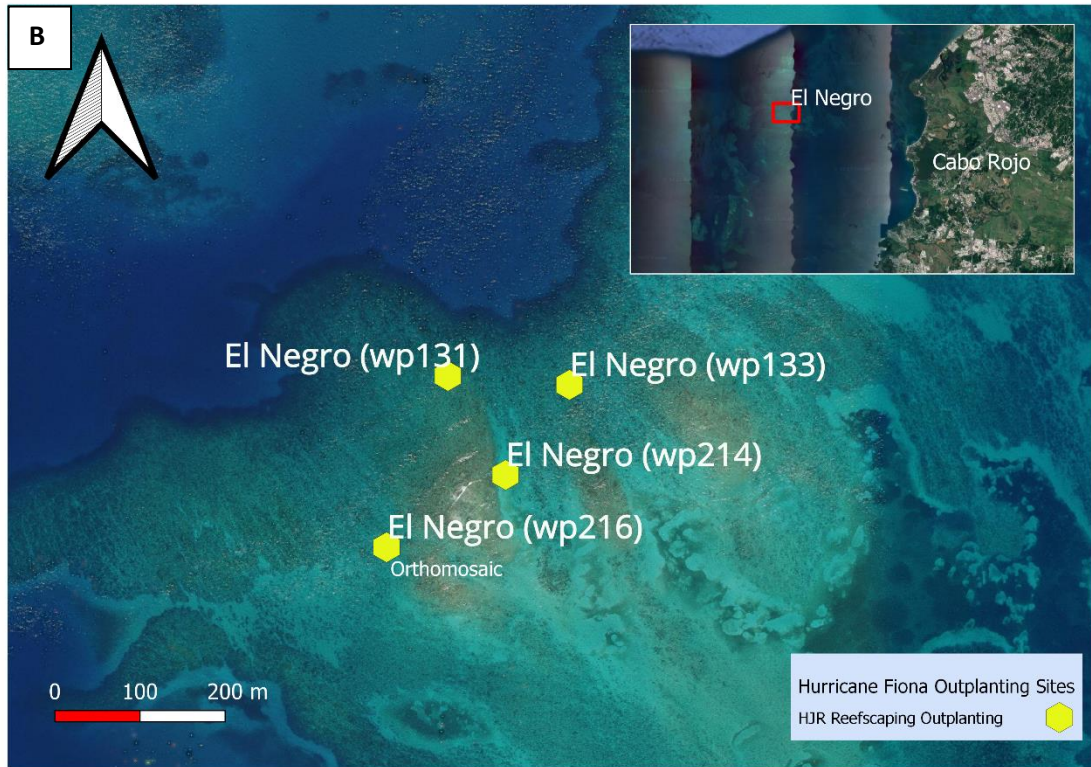 B
El Negro
Cabo Rojo
El Negro (wp131)
El Negro (wp133)
El Negro (wp214)
El Negro (wp216)
Orthomosaic
0 100 200 m
Hurricane Fiona Outplanting Sites
HJR Reefscaping Outplanting